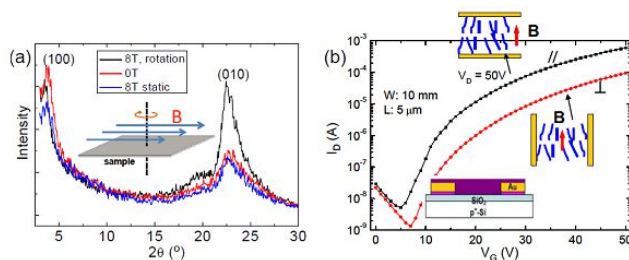 (a)
(100)
8T, rotation
0T
8T static
(010)
B
sample
Intensity
5 10 15 20 25 30
2θ (º)
(b)
B
V_D = 50V
//
W: 10 mm
L: 5 μm
⊥
B
Au
SiO₂
p⁺-Si
I_D (A)
10⁻³
10⁻⁴
10⁻⁵
10⁻⁶
10⁻⁷
10⁻⁸
10⁻⁹
0 10 20 30 40 50
V_G (V)